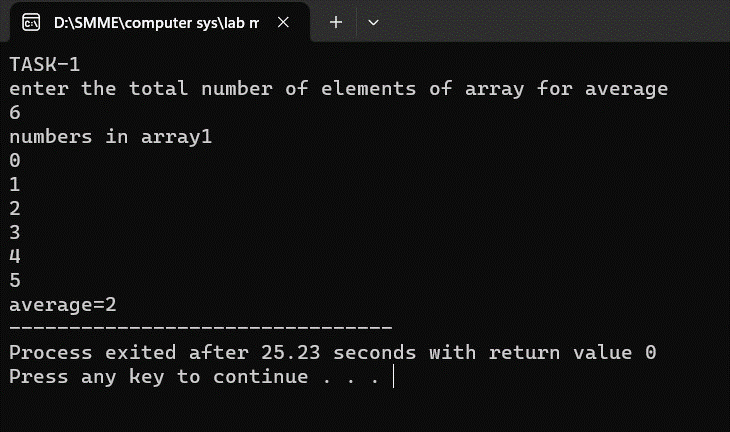 D:\SMME\computer sys\lab m
TASK-1
enter the total number of elements of array for average
6
numbers in array1
0
1
2
3
4
5
average=2
--------------------------------
Process exited after 25.23 seconds with return value 0
Press any key to continue . . .